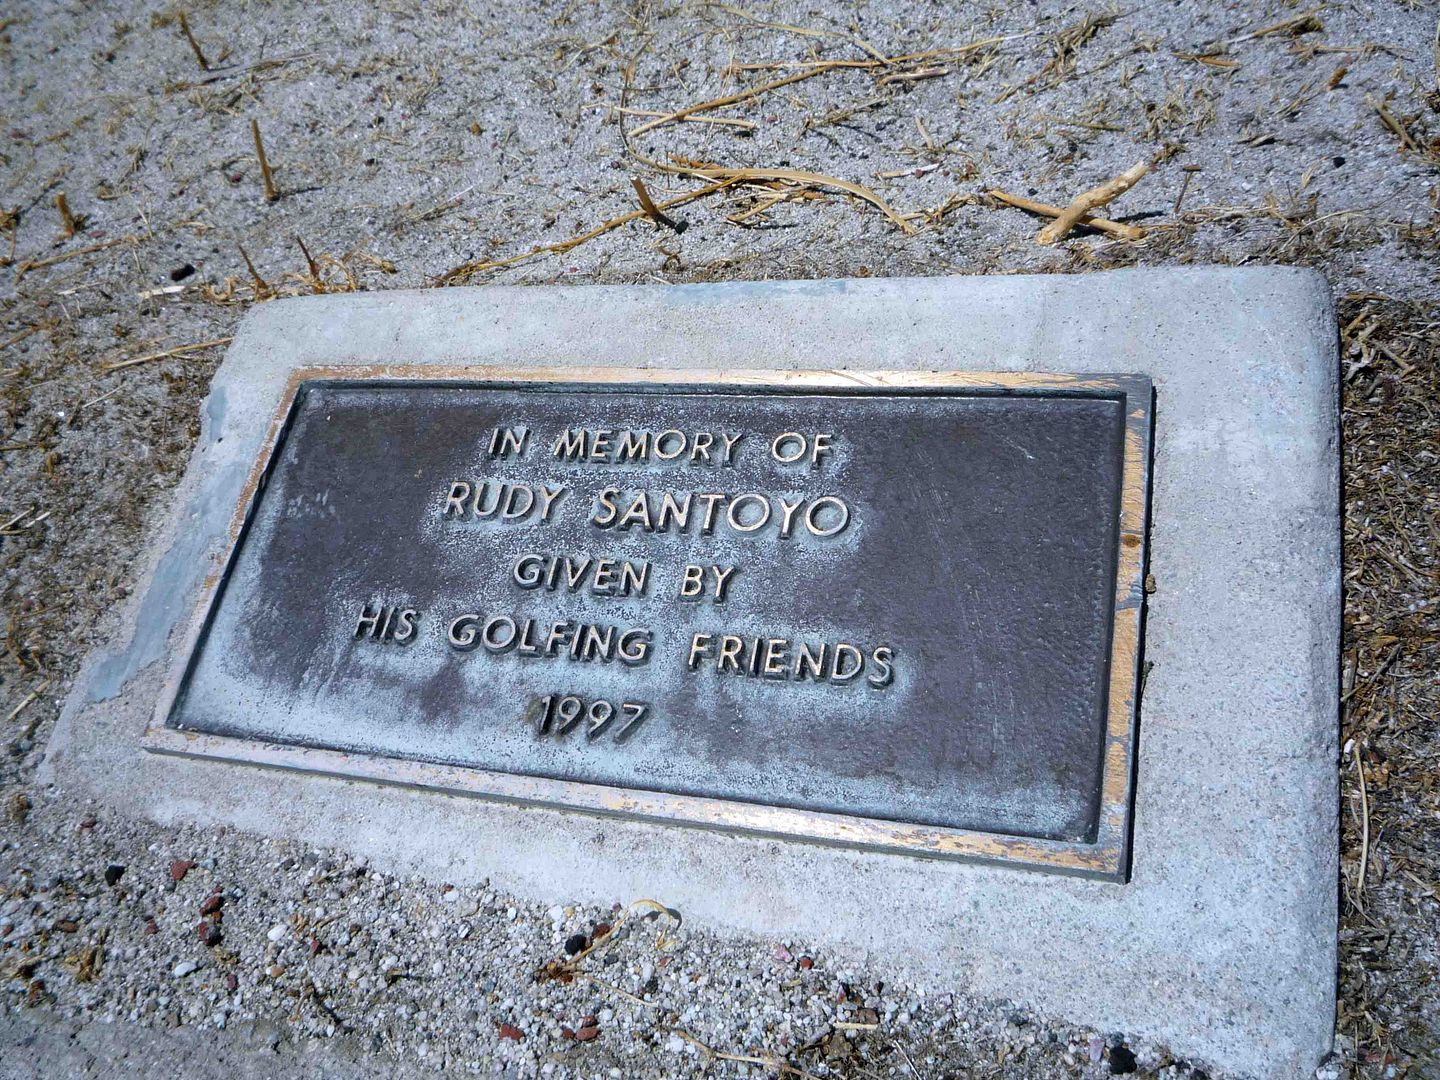 IN MEMORY OF
RUDY SANTOYO
GIVEN BY
HIS GOLFING FRIENDS
1997